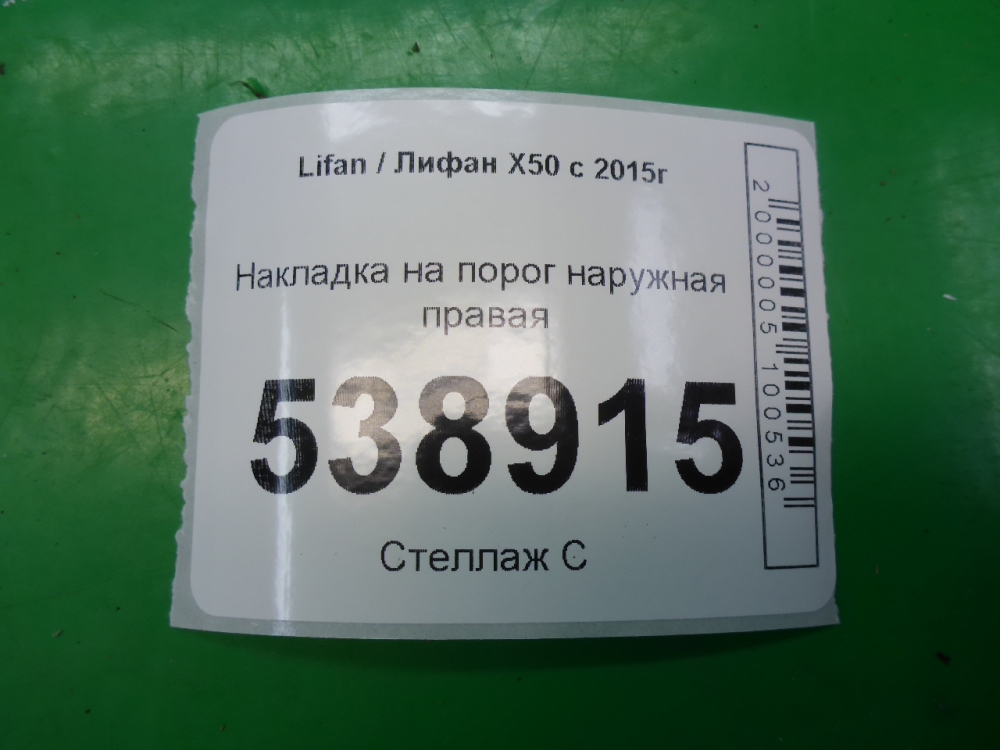 Lifan / Лифан X50 с 2015г
Накладка на порог наружная
правая
538915
Стеллаж С
2000005100536